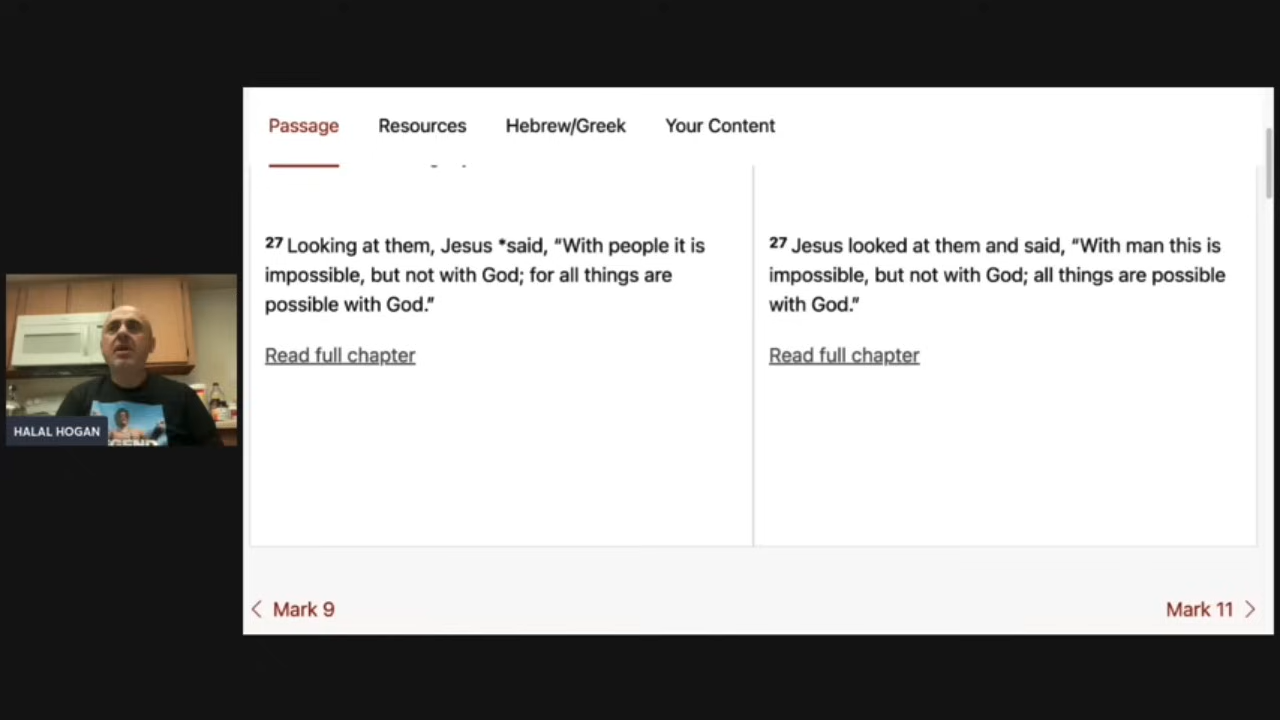 Passage Resources Hebrew/Greek Your Content
27 Looking at them, Jesus *said, “With people it is
impossible, but not with God; for all things are
possible with God.”
Read full chapter
27 Jesus looked at them and said, “With man this is
impossible, but not with God; all things are possible
with God.”
Read full chapter
HALAL HOGAN
Mark 9
Mark 11